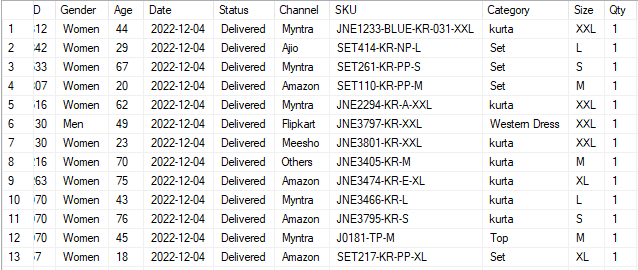 ID Gender Age Date Status Channel SKU Category Size Qty
1 512 Women 44 2022-12-04 Delivered Myntra JNE1233-BLUE-KR-031-XXL kurta XXL 1
2 442 Women 29 2022-12-04 Delivered Ajio SET414-KR-NP-L Set L 1
3 633 Women 67 2022-12-04 Delivered Myntra SET261-KR-PP-S Set S 1
4 307 Women 20 2022-12-04 Delivered Amazon SET110-KR-PP-M Set M 1
5 516 Women 62 2022-12-04 Delivered Myntra JNE2294-KR-A-XXL kurta XXL 1
6 30 Men 49 2022-12-04 Delivered Flipkart JNE3797-KR-XXL Western Dress XXL 1
7 30 Women 23 2022-12-04 Delivered Meesho JNE3801-KR-XXL kurta XXL 1
8 216 Women 70 2022-12-04 Delivered Others JNE3405-KR-M kurta M 1
9 263 Women 75 2022-12-04 Delivered Amazon JNE3474-KR-E-XL kurta XL 1
10 70 Women 43 2022-12-04 Delivered Myntra JNE3466-KR-L kurta L 1
11 70 Women 76 2022-12-04 Delivered Amazon JNE3795-KR-S kurta S 1
12 70 Women 45 2022-12-04 Delivered Myntra J0181-TP-M Top M 1
13 7 Women 18 2022-12-04 Delivered Amazon SET217-KR-PP-XL Set XL 1